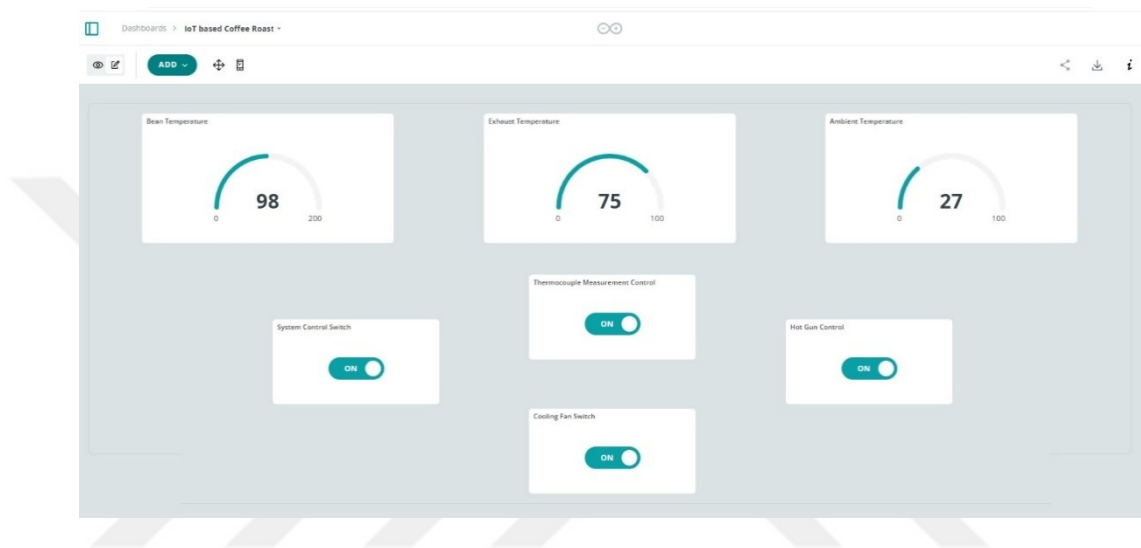 Dashboards > IoT based Coffee Roast
ADD
i
Bean Temperature
98
0
200
Exhaust Temperature
75
0
100
Ambient Temperature
27
0
100
Thermocouple Measurement Control
ON
System Control Switch
ON
Hot Gun Control
ON
Cooling Fan Switch
ON